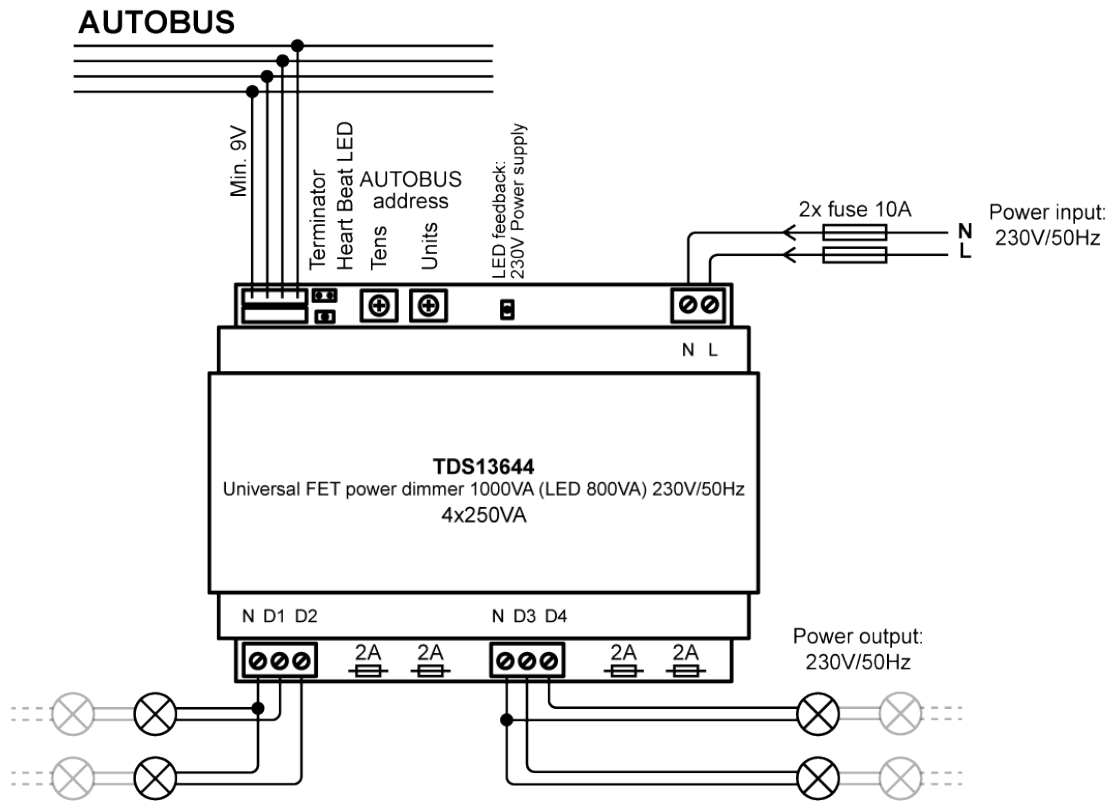 AUTOBUS
Min. 9V
Terminator
Heart Beat LED
AUTOBUS
address
Tens
Units
LED feedback:
230V Power supply
2x fuse 10A
Power input:
230V/50Hz
N
L
N L
TDS13644
Universal FET power dimmer 1000VA (LED 800VA) 230V/50Hz
4x250VA
N D1 D2
N D3 D4
2A
2A
2A
2A
Power output:
230V/50Hz